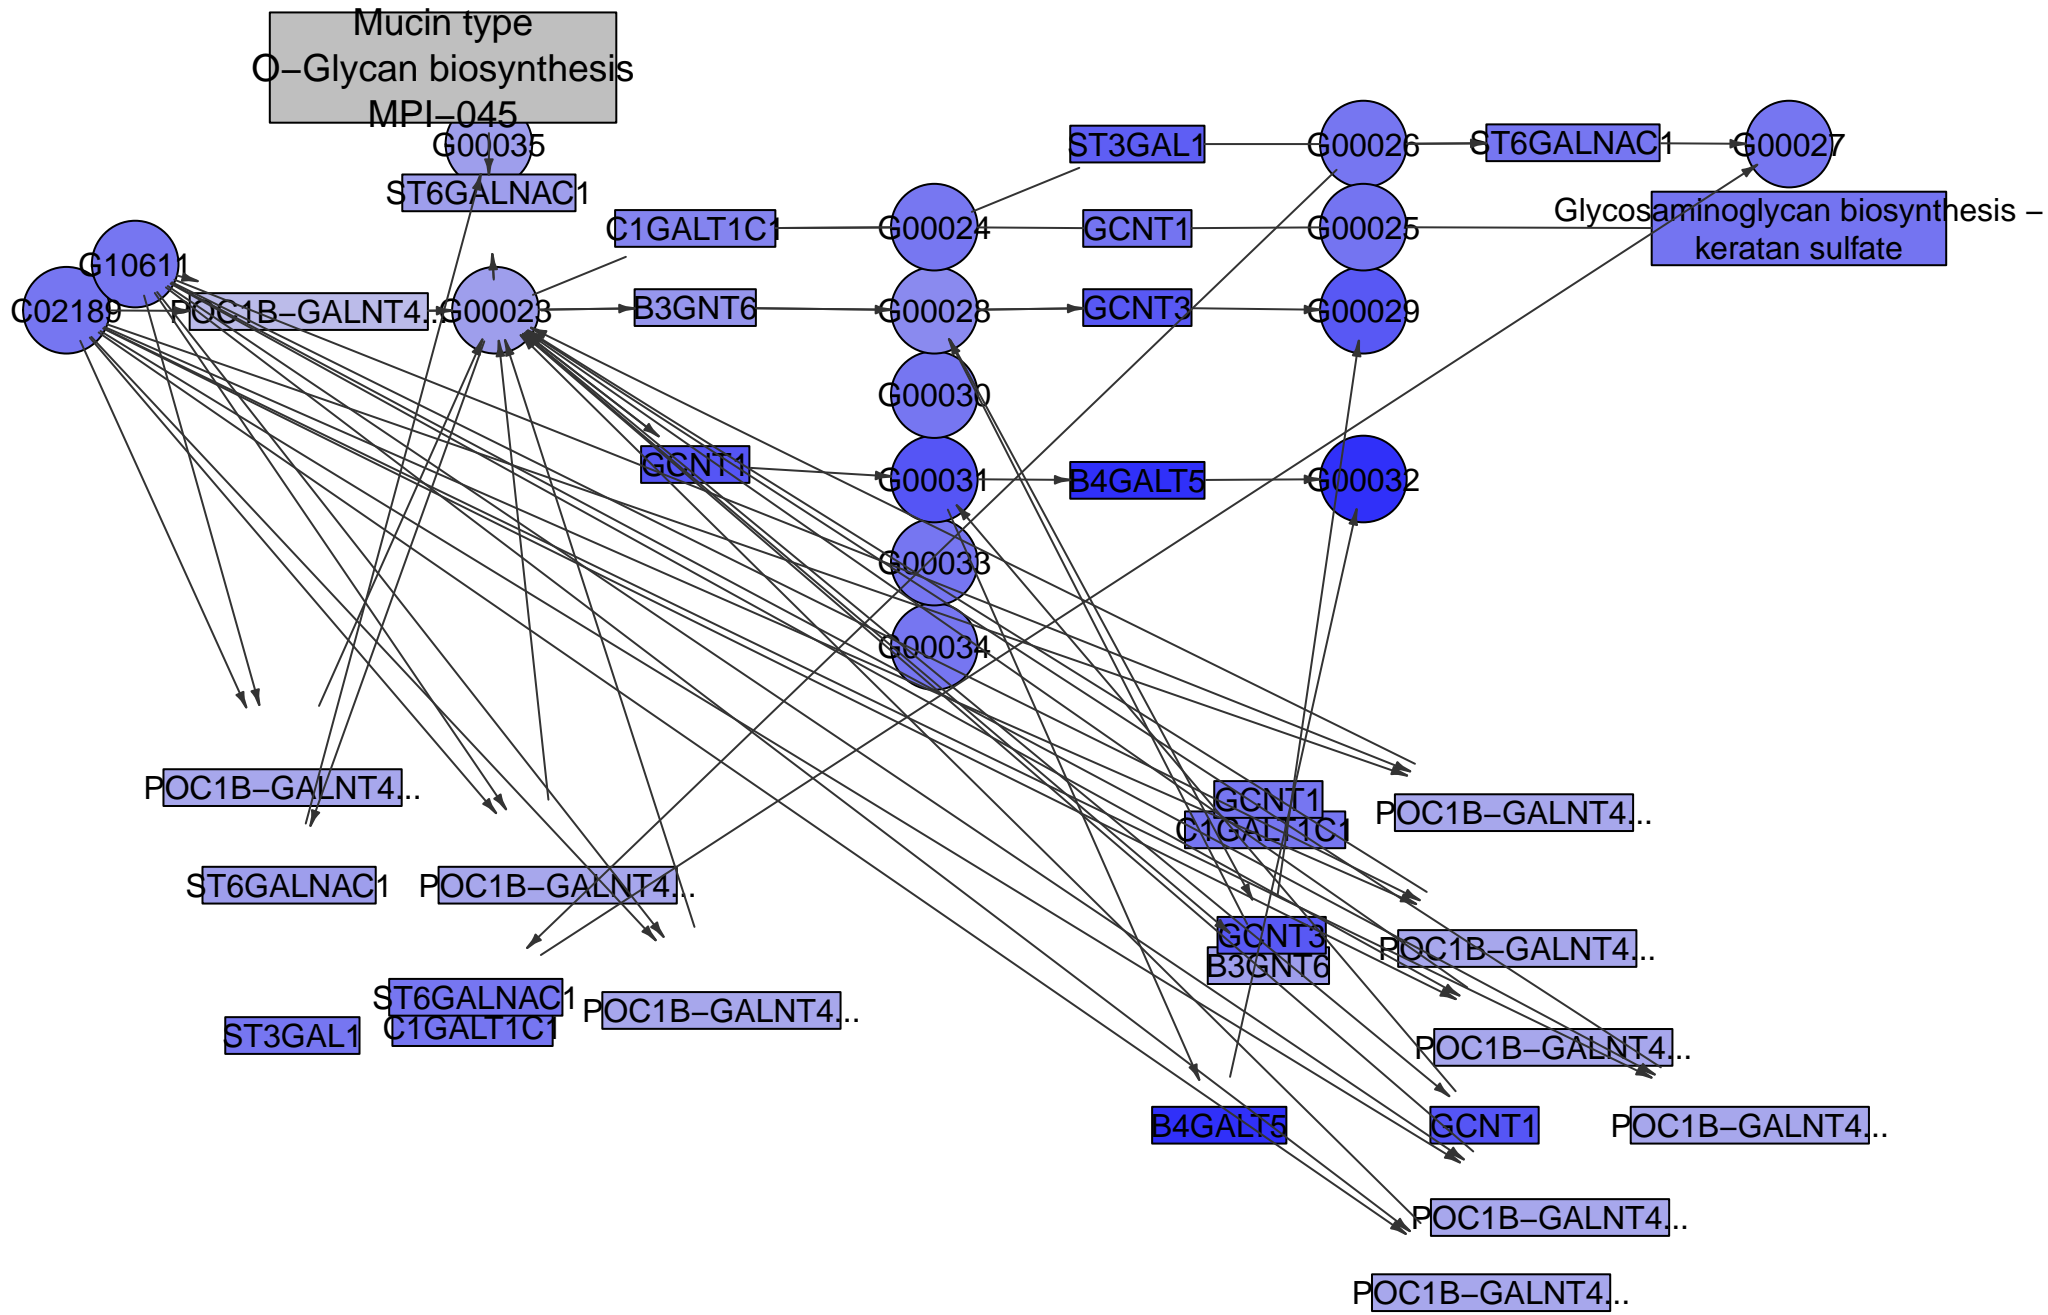 Mucin type
O−Glycan biosynthesis
MPI−045
G00035
ST6GALNAC1
ST3GAL1
G00026
ST6GALNAC1
G00027
C1GALT1C1
G00024
GCNT1
G00025
Glycosaminoglycan biosynthesis −
keratan sulfate
G10611
C02189
POC1B−GALNT4...
G00023
B3GNT6
G00028
GCNT3
G00029
G00030
GCNT1
G00031
B4GALT5
G00032
G00033
G00034
POC1B−GALNT4...
GCNT1
C1GALT1C1
POC1B−GALNT4...
ST6GALNAC1
POC1B−GALNT4...
GCNT3
B3GNT6
POC1B−GALNT4...
ST6GALNAC1
C1GALT1C1
ST3GAL1
POC1B−GALNT4...
POC1B−GALNT4...
B4GALT5
GCNT1
POC1B−GALNT4...
POC1B−GALNT4...
POC1B−GALNT4...